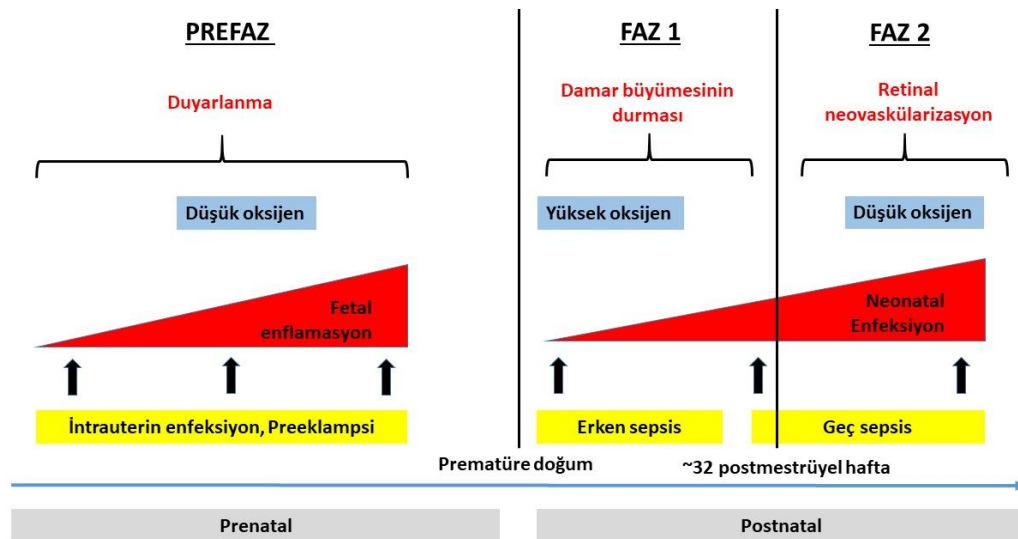 PREFAZ
FAZ 1
FAZ 2
Duyarlanma
Damar büyümesinin
durması
Retinal
neovaskülarizasyon
Düşük oksijen
Yüksek oksijen
Düşük oksijen
Fetal
enflamasyon
Neonatal
Enfeksiyon
İntrauterin enfeksiyon, Preeklampsi
Erken sepsis
Geç sepsis
Prematüre doğum
~32 postmestrüyel hafta
Prenatal
Postnatal